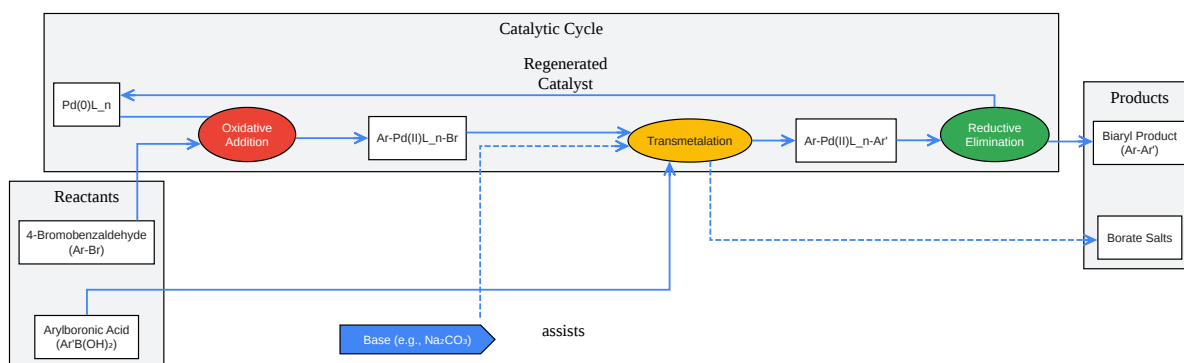 Catalytic Cycle
Regenerated
Catalyst
Pd(0)L_n
Oxidative
Addition
Ar-Pd(II)L_n-Br
Transmetalation
Ar-Pd(II)L_n-Ar'
Reductive
Elimination
Products
Biaryl Product
(Ar-Ar')
Borate Salts
Reactants
4-Bromobenzaldehyde
(Ar-Br)
Arylboronic Acid
(Ar'B(OH)₂)
Base (e.g., Na₂CO₃)
assists